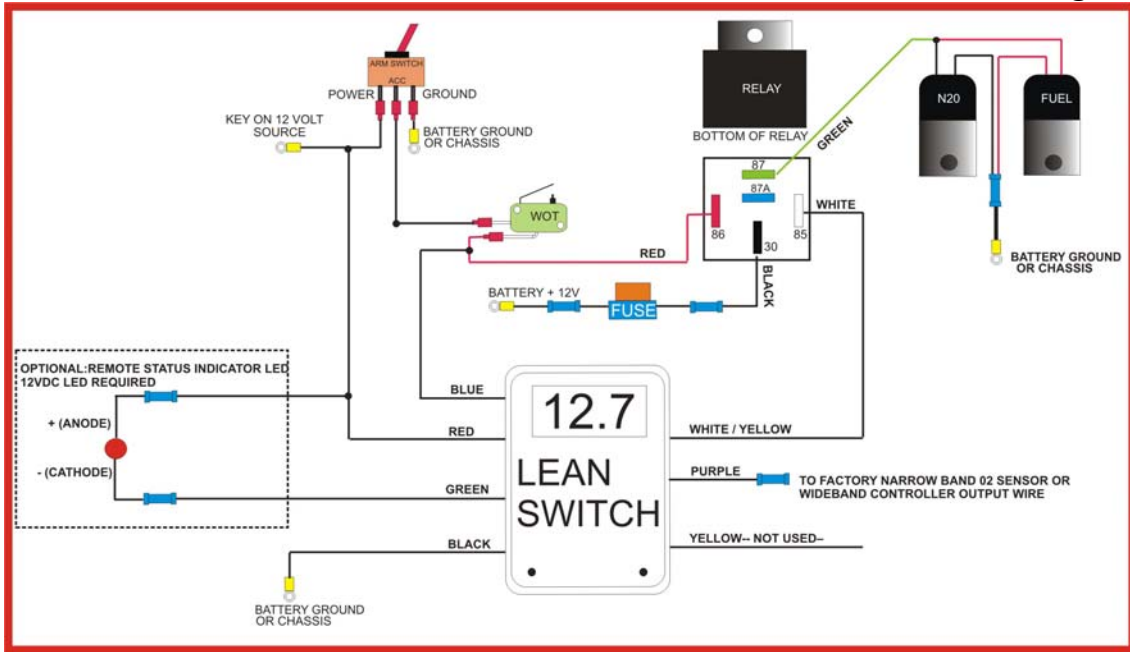 ARM SWITCH
ACC
POWER
GROUND
KEY ON 12 VOLT
SOURCE
BATTERY GROUND
OR CHASSIS
RELAY
BOTTOM OF RELAY
GREEN
N20
FUEL
87
87A
86
30
85
WHITE
WOT
RED
BLACK
BATTERY + 12V
FUSE
BATTERY GROUND
OR CHASSIS
OPTIONAL:REMOTE STATUS INDICATOR LED
12VDC LED REQUIRED
+ (ANODE)
- (CATHODE)
BLUE
RED
GREEN
BLACK
12.7
LEAN
SWITCH
WHITE / YELLOW
PURPLE
TO FACTORY NARROW BAND 02 SENSOR OR
WIDEBAND CONTROLLER OUTPUT WIRE
YELLOW-- NOT USED--
BATTERY GROUND
OR CHASSIS